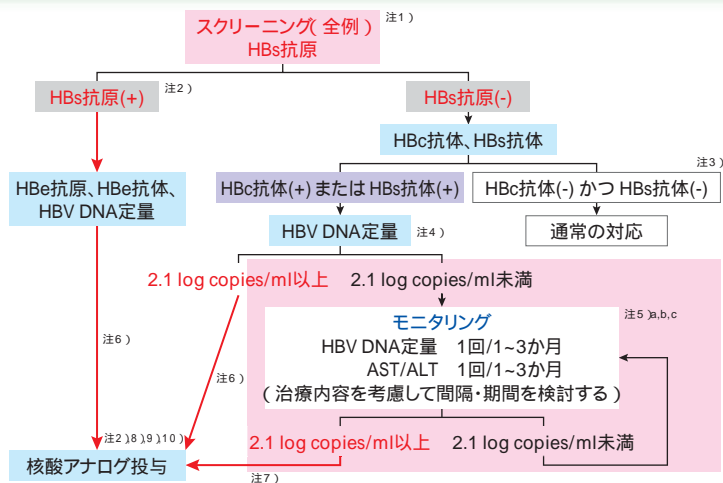 スクリーニング(全例)
注1)
HBs抗原
HBs抗原(+)
注2)
HBs抗原(-)
HBc抗体、HBs抗体
注3)
HBe抗原、HBe抗体、
HBV DNA定量
HBc抗体(+)またはHBs抗体(+)
HBc抗体(-)かつHBs抗体(-)
HBV DNA定量
注4)
通常の対応
2.1 log copies/ml以上
2.1 log copies/ml未満
モニタリング
注5)a,b,c
HBV DNA定量 1回/1~3か月
AST/ALT 1回/1~3か月
(治療内容を考慮して間隔・期間を検討する)
注6)
注6)
2.1 log copies/ml以上
2.1 log copies/ml未満
注2)8)9)10)
核酸アナログ投与
注7)